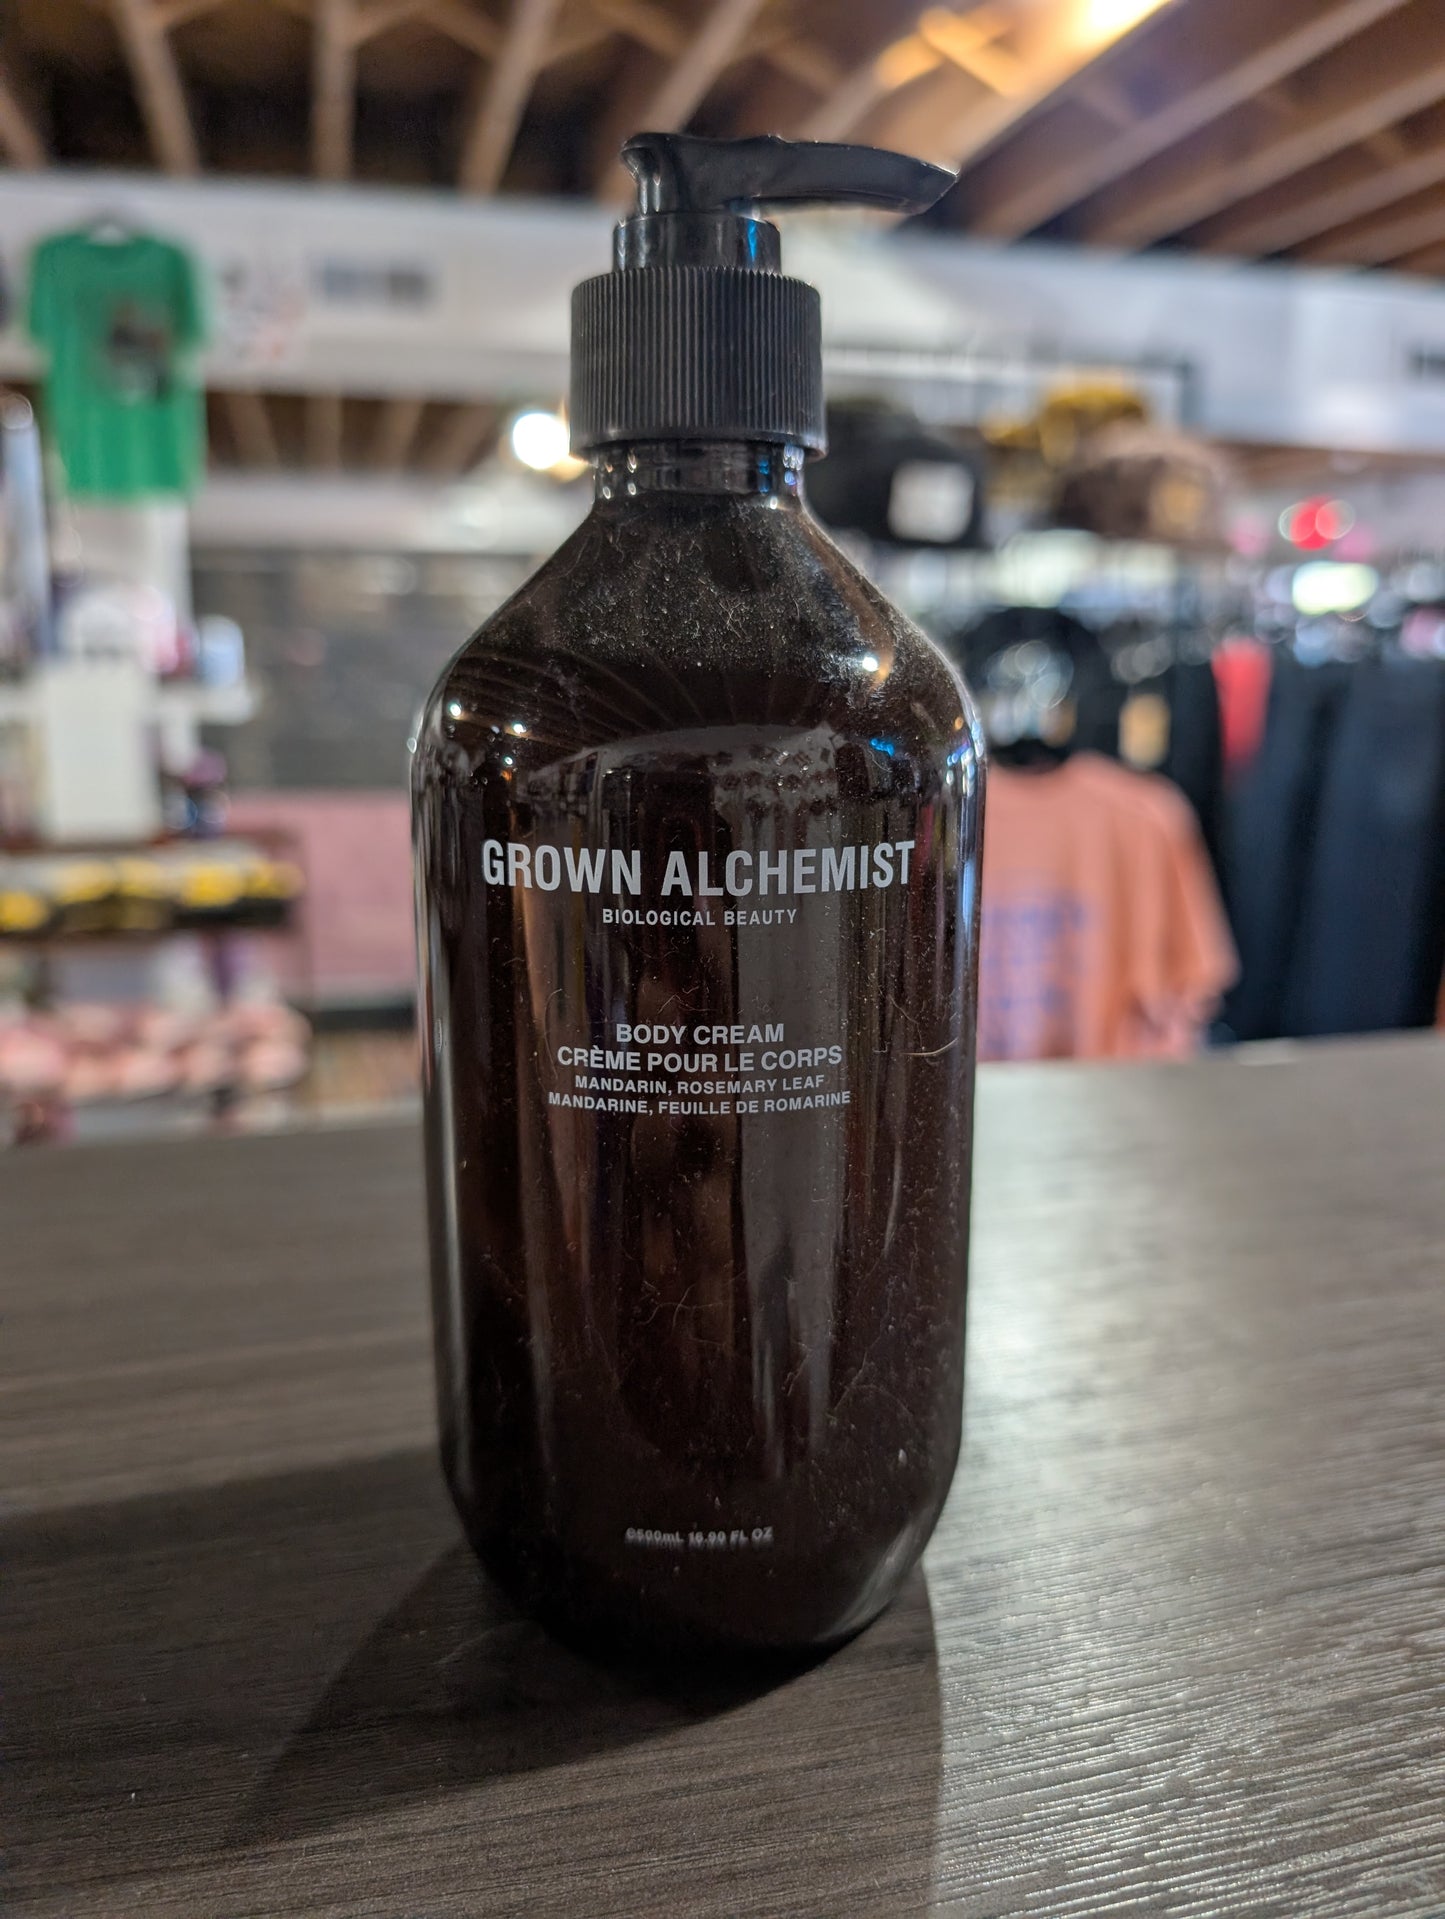 GROWN ALCHEMIST
BIOLOGICAL BEAUTY
BODY CREAM
CRÈME POUR LE CORPS
MANDARIN, ROSEMARY LEAF
MANDARINE, FEUILLE DE ROMARINE
℮500mL 16.90 FL OZ